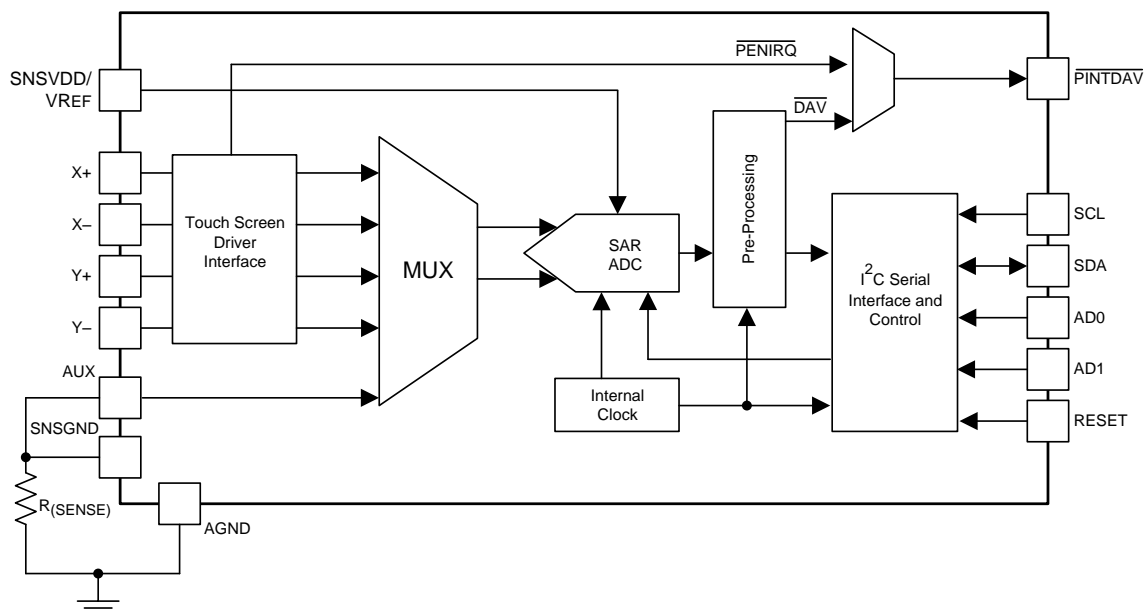 PENIRQ
SNSVDD/
VREF
PINTDAV
DAV
X+
X–
Y+
Y–
Touch Screen
Driver
Interface
MUX
SAR
ADC
Pre-Processing
I2C Serial
Interface and
Control
SCL
SDA
AD0
AD1
RESET
AUX
Internal
Clock
SNSGND
R(SENSE)
AGND